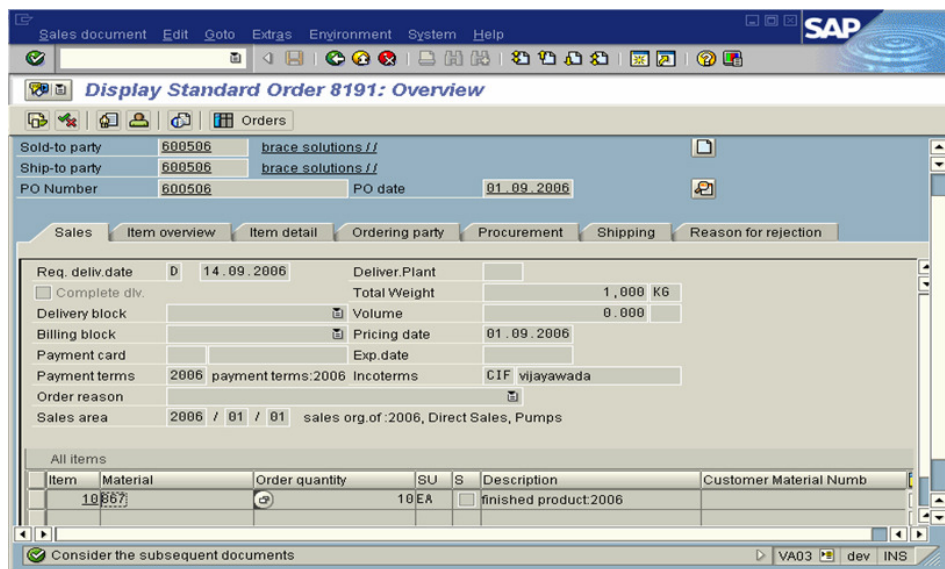 Sales document Edit Goto Extras Environment System Help
SAP
Display Standard Order 8191: Overview
Orders
Sold-to party 600506 brace solutions / /
Ship-to party 600506 brace solutions / /
PO Number 600506 PO date 01.09.2006
Sales Item overview Item detail Ordering party Procurement Shipping Reason for rejection
Req. deliv.date D 14.09.2006 Deliver.Plant
Complete dlv. Total Weight 1,000 KG
Delivery block Volume 0.000
Billing block Pricing date 01.09.2006
Payment card Exp.date
Payment terms 2006 payment terms:2006 Incoterms CIF vijayawada
Order reason
Sales area 2006 / 01 / 01 sales org.of :2006, Direct Sales, Pumps
All items
Item Material Order quantity SU S Description Customer Material Numb
10 867 10 EA finished product:2006
Consider the subsequent documents VA03 dev INS